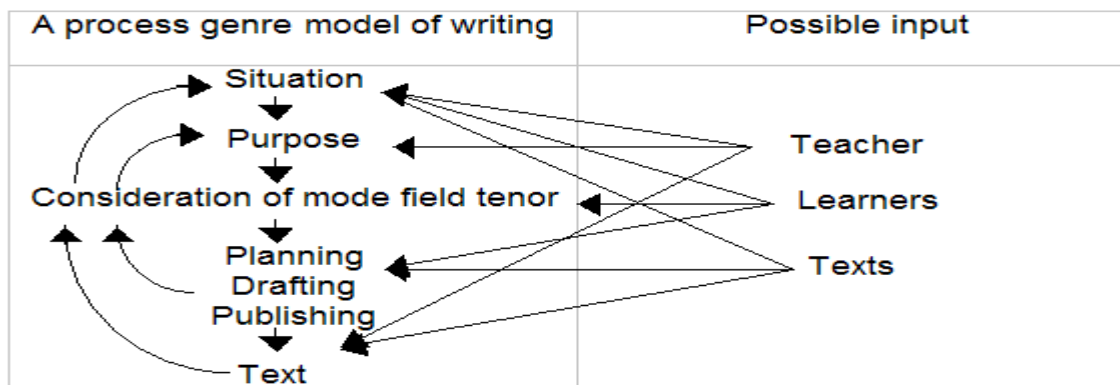 A process genre model of writing
Possible input
Situation
Purpose
Consideration of mode field tenor
Planning
Drafting
Publishing
Text
Teacher
Learners
Texts